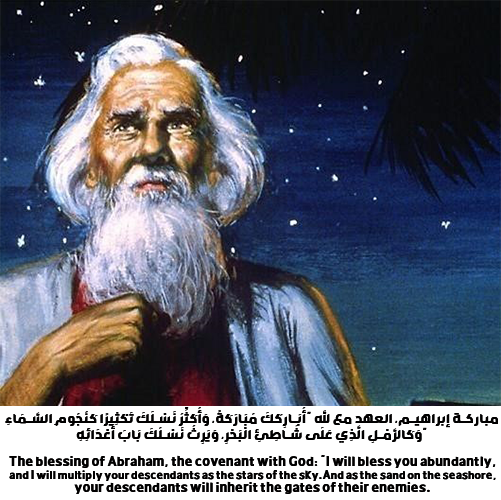 مباركة إبراهيم، العهد مع لله "أُبَارِكُكَ مُبَارَكَةً، وَأُكَثِّرُ نَسْلَكَ تَكْثِيرًا كَنُجُومِ السَّمَاءِ
وَكَالرَّمْلِ الَّذِي عَلَى شَاطِئِ الْبَحْرِ، وَيَرِثُ نَسْلُكَ بَابَ أَعْدَائِهِ"
The blessing of Abraham, the covenant with God: "I will bless you abundantly,
and I will multiply your descendants as the stars of the sky. And as the sand on the seashore,
your descendants will inherit the gates of their enemies.